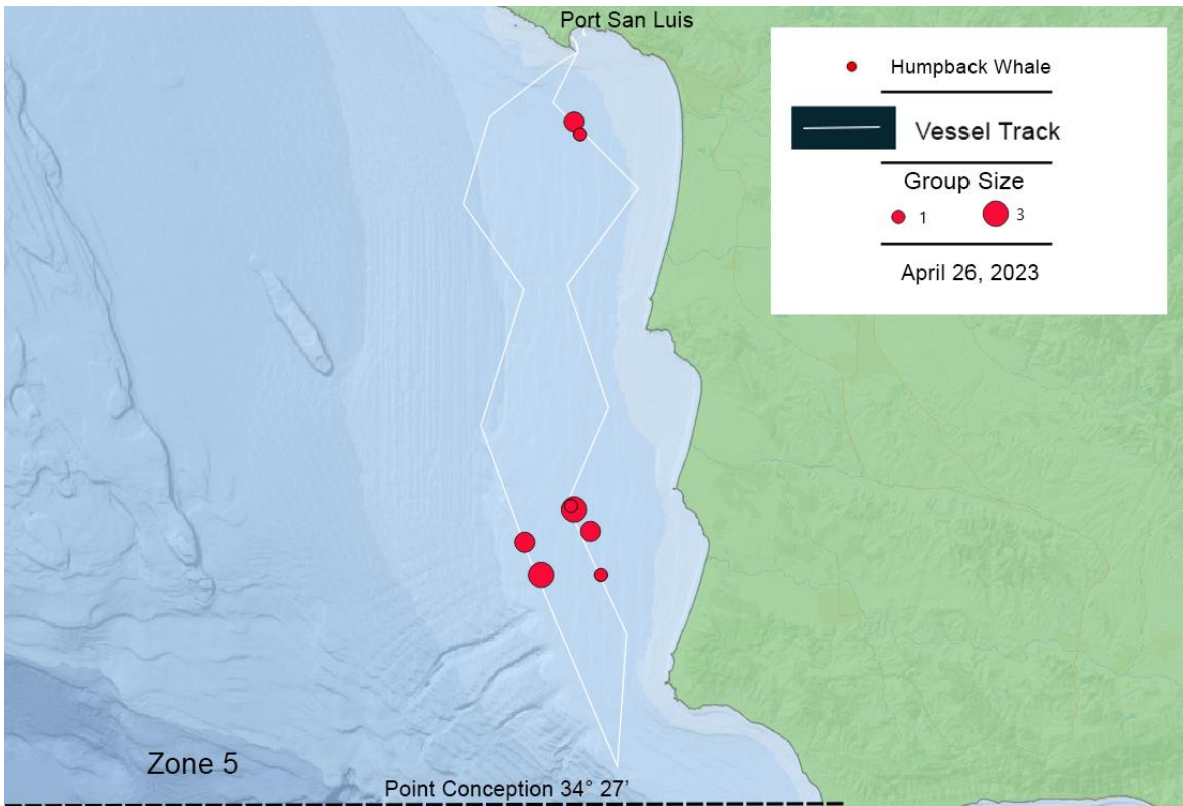 Port San Luis
Humpback Whale
Vessel Track
Group Size
1 3
April 26, 2023
Zone 5
Point Conception 34° 27'